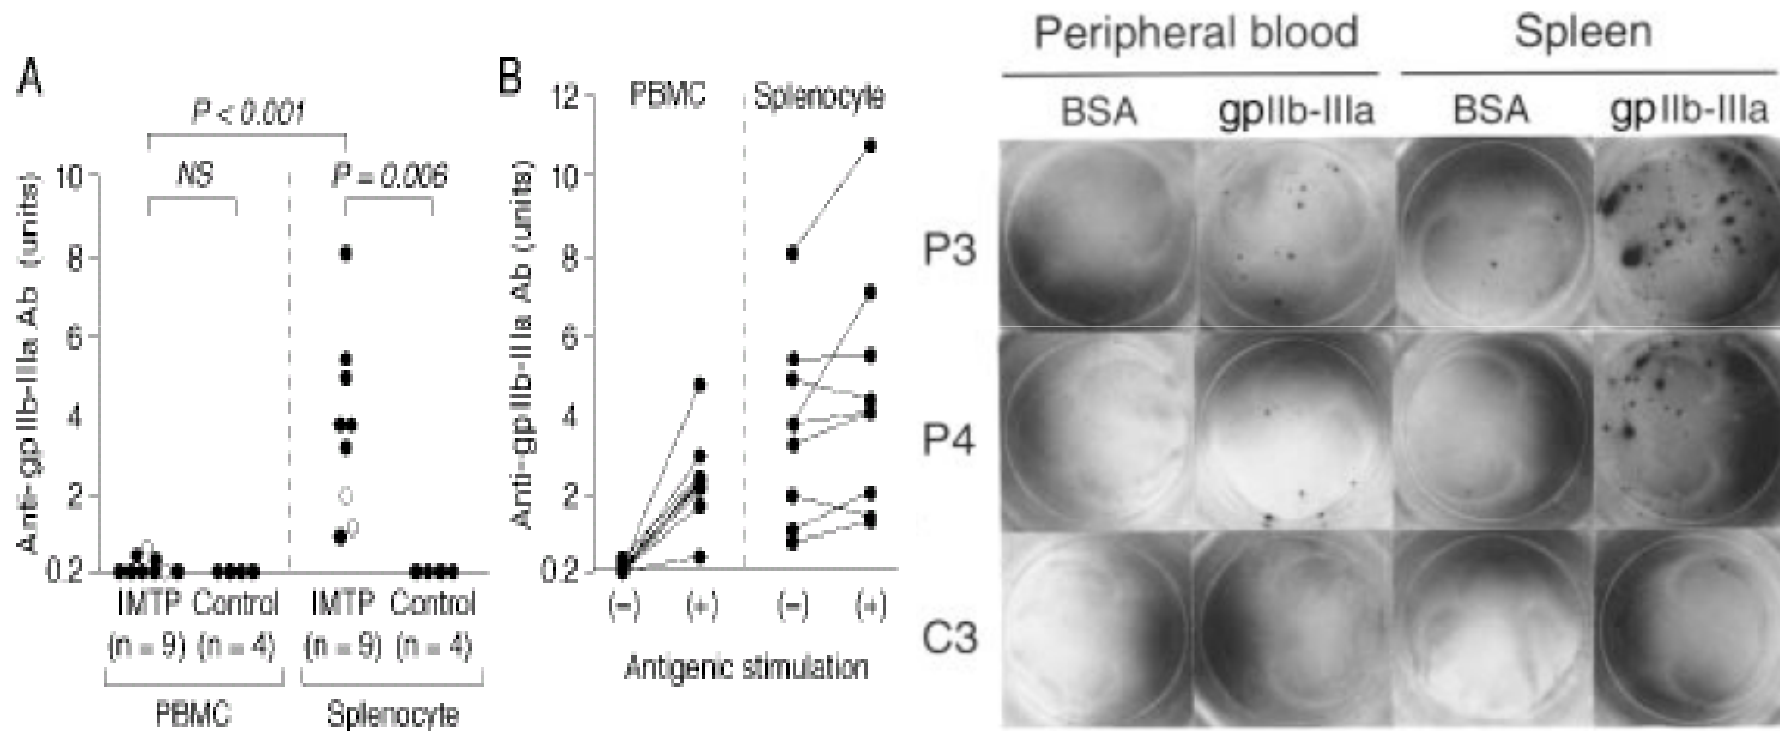 A
P < 0.001
NS
P = 0.006
Anti-gpIIb-IIIa Ab (units)
10
8
6
4
2
0.2
IMTP Control IMTP Control
(n = 9) (n = 4) (n = 9) (n = 4)
PBMC Splenocyte
B
PBMC Splenocyte
Anti-gpIIb-IIIa Ab (units)
12
10
8
6
4
2
0.2
(–) (+) (–) (+)
Antigenic stimulation
Peripheral blood Spleen
BSA gpIIb-IIIa BSA gpIIb-IIIa
P3
P4
C3